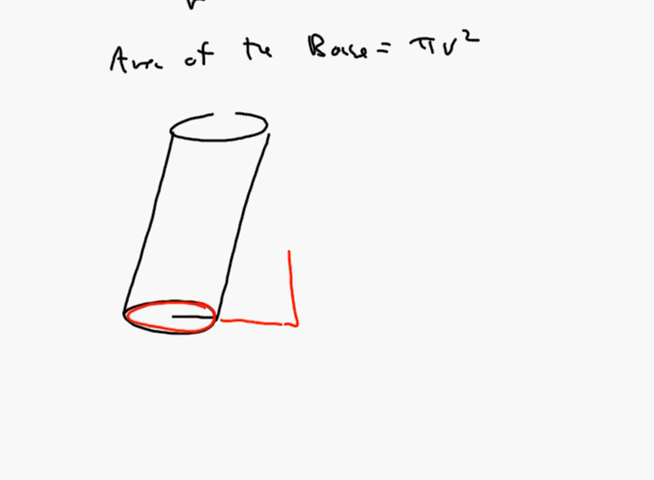 r
Area of the Base = πr²